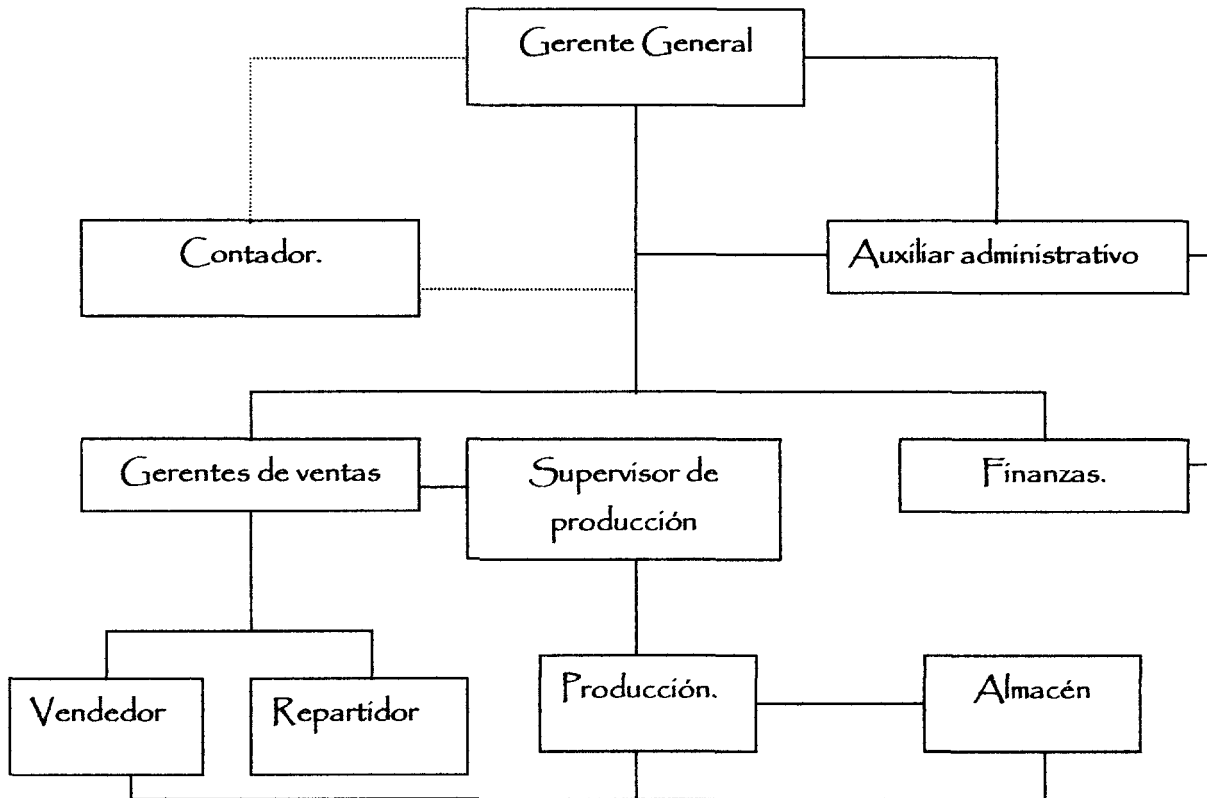 Gerente General
Contador.
Auxiliar administrativo
Gerentes de ventas
Supervisor de
producción
Finanzas.
Vendedor
Repartidor
Producción.
Almacén